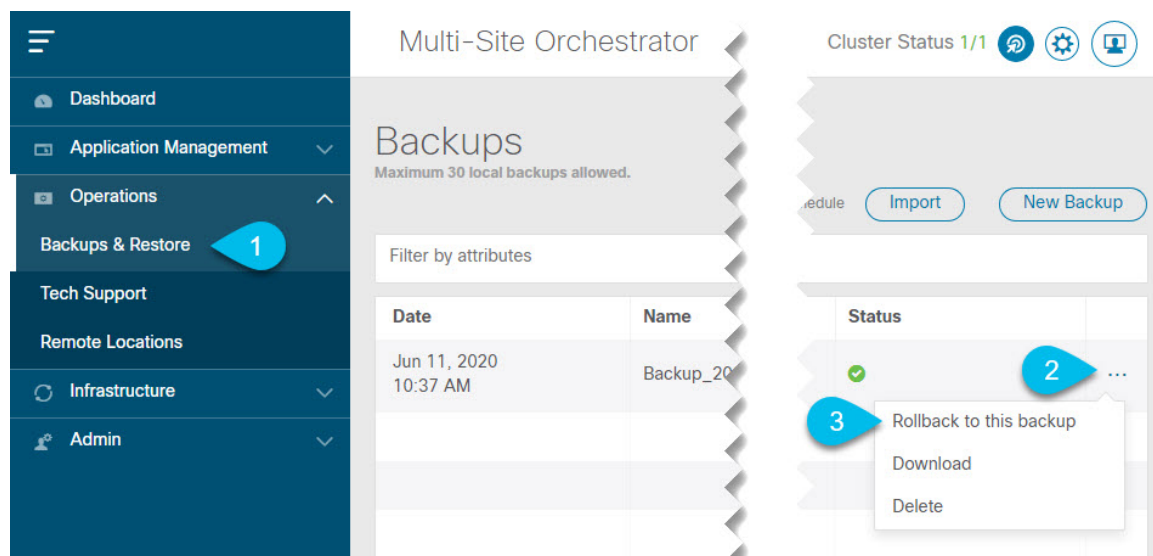 Multi-Site Orchestrator
Cluster Status 1/1
Dashboard
Application Management
Operations
Backups & Restore 1
Tech Support
Remote Locations
Infrastructure
Admin
Backups
Maximum 30 local backups allowed.
Import
New Backup
Filter by attributes
Date Name Status
Jun 11, 2020
10:37 AM
Backup_20
2 ...
3 Rollback to this backup
Download
Delete